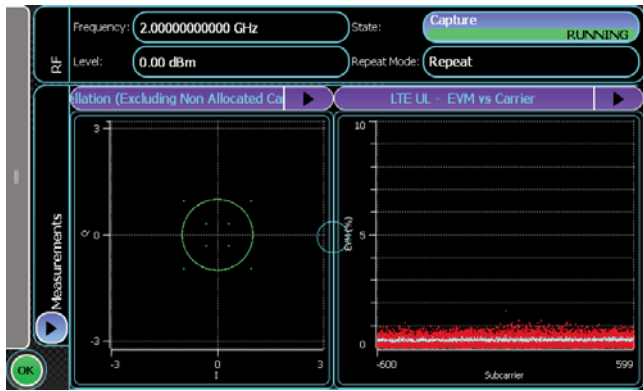 RF
Frequency: 2.00000000000 GHz
State: Capture
RUNNING
Level: 0.00 dBm
Repeat Mode: Repeat
Measurements
ellation (Excluding Non Allocated Ca
LTE UL - EVM vs Carrier
3
Q 0
-3
-3 0 3
I
10
EVM (%) 5
0
-600 599
Subcarrier
OK